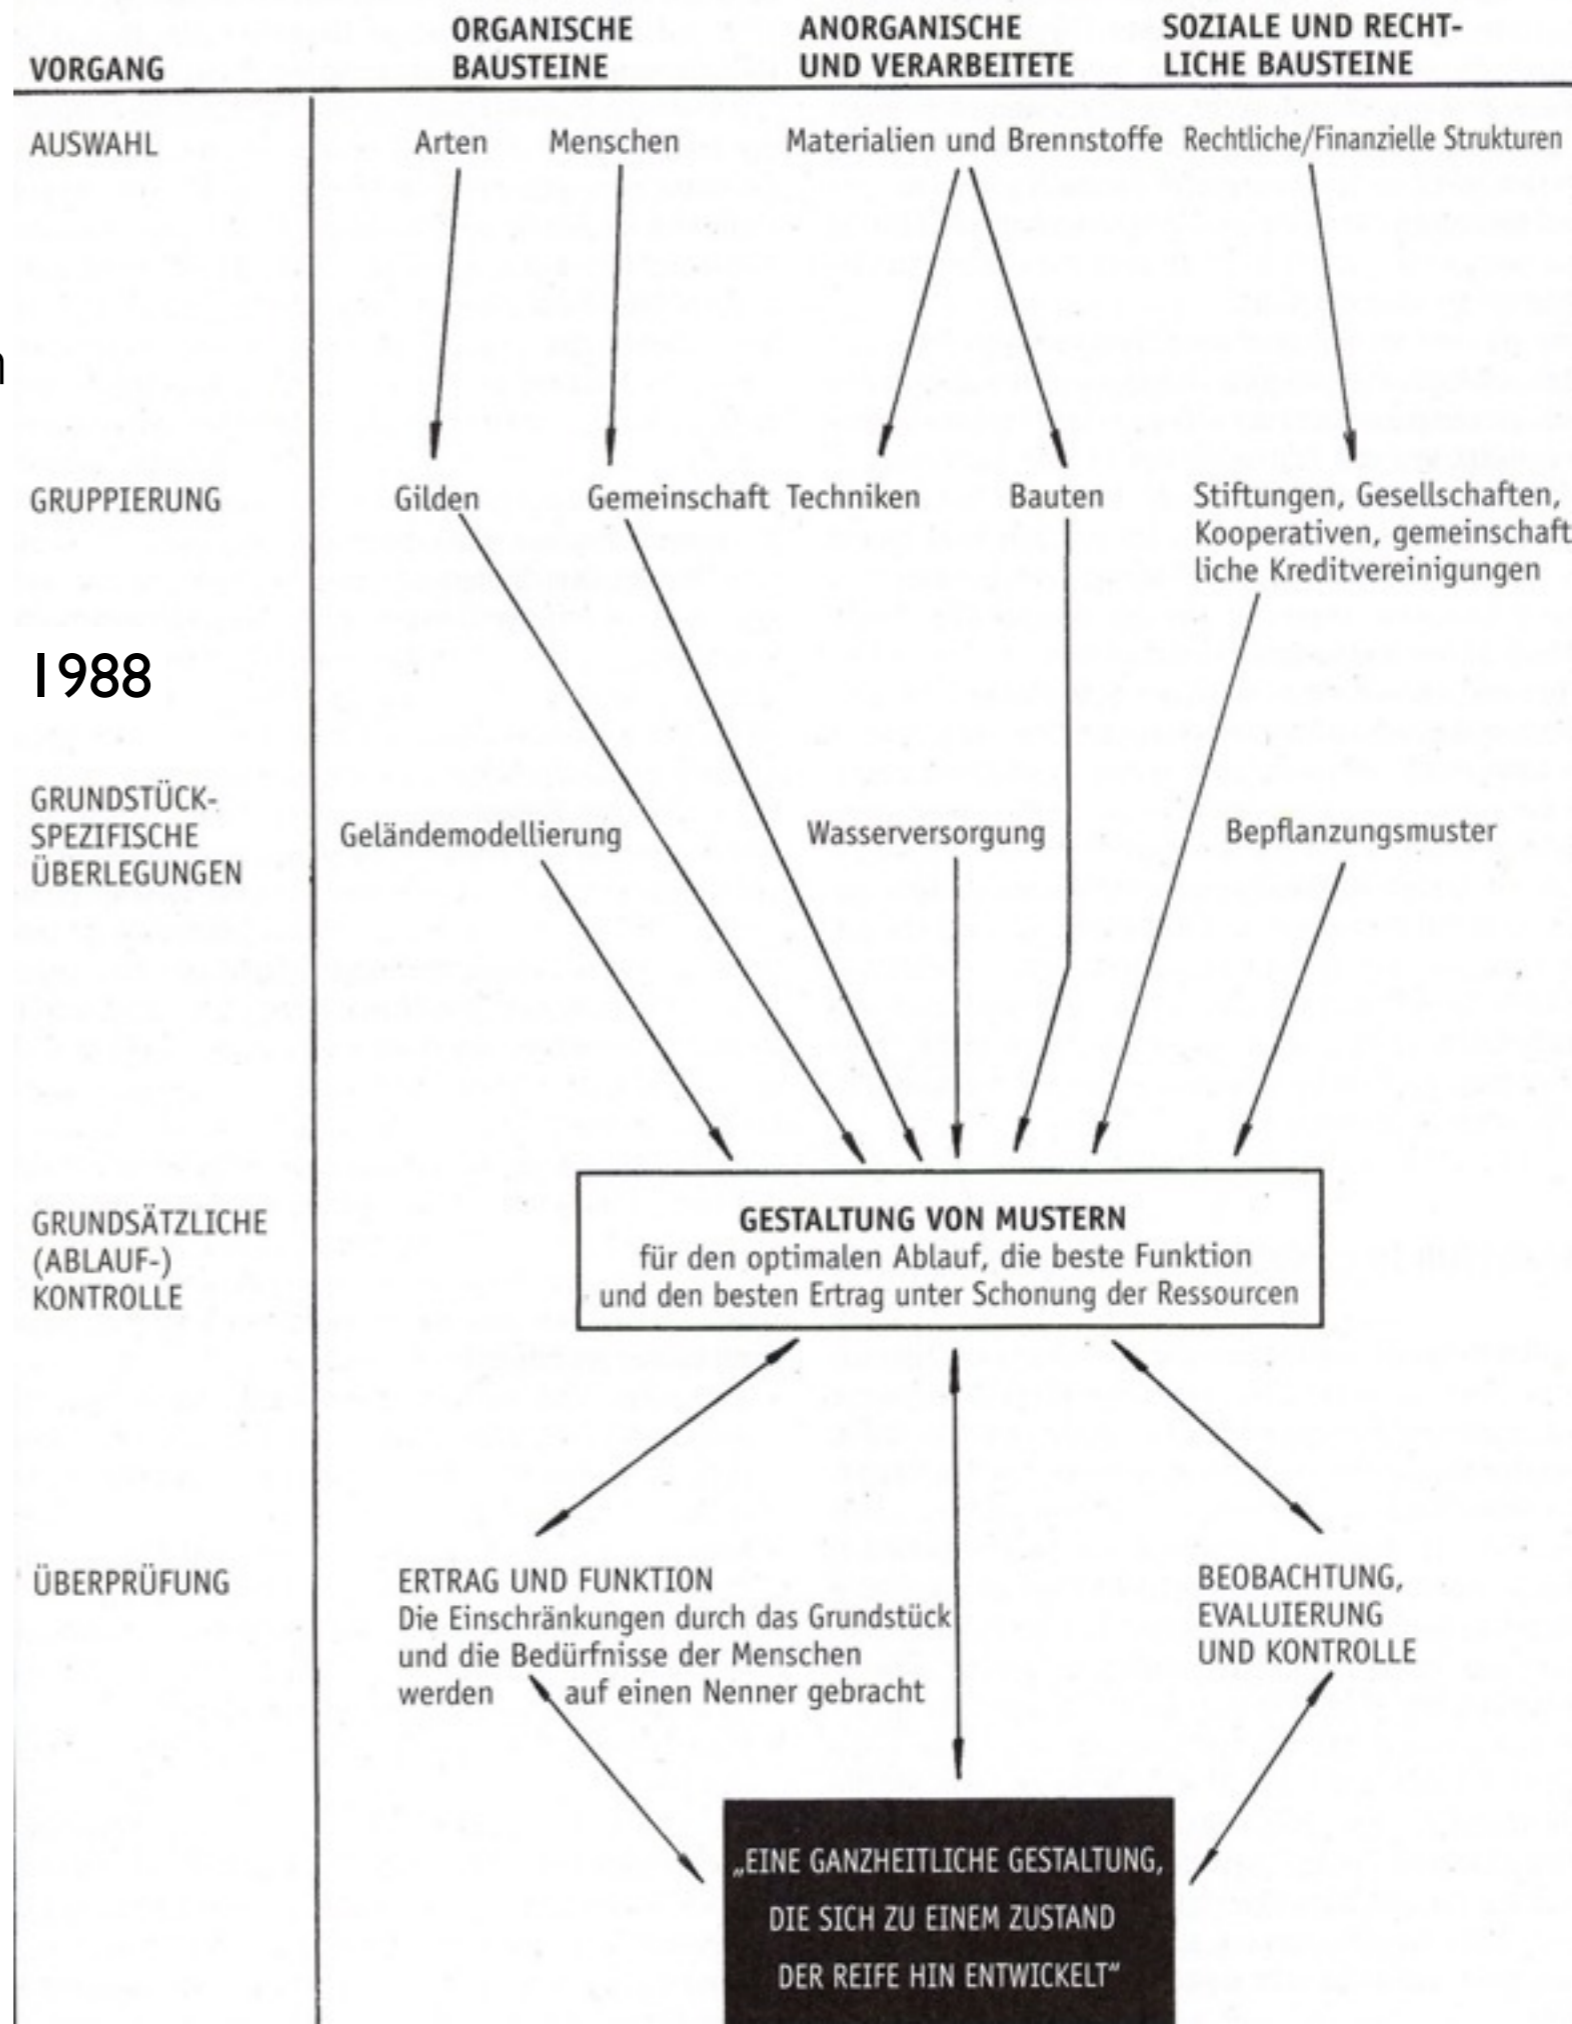 ORGANISCHE
BAUSTEINE
ANORGANISCHE
UND VERARBEITETE
SOZIALE UND RECHT-
LICHE BAUSTEINE
VORGANG
AUSWAHL
Arten
Menschen
Materialien und Brennstoffe
Rechtliche/Finanzielle Strukturen
n
GRUPPIERUNG
Gilden
Gemeinschaft
Techniken
Bauten
Stiftungen, Gesellschaften,
Kooperativen, gemeinschaft
liche Kreditvereinigungen
1988
GRUNDSTÜCK-
SPEZIFISCHE
ÜBERLEGUNGEN
Geländemodellierung
Wasserversorgung
Bepflanzungsmuster
GRUNDSÄTZLICHE
(ABLAUF-)
KONTROLLE
GESTALTUNG VON MUSTERN
für den optimalen Ablauf, die beste Funktion
und den besten Ertrag unter Schonung der Ressourcen
ÜBERPRÜFUNG
ERTRAG UND FUNKTION
Die Einschränkungen durch das Grundstück
und die Bedürfnisse der Menschen
werden auf einen Nenner gebracht
BEOBACHTUNG,
EVALUIERUNG
UND KONTROLLE
„EINE GANZHEITLICHE GESTALTUNG,
DIE SICH ZU EINEM ZUSTAND
DER REIFE HIN ENTWICKELT“